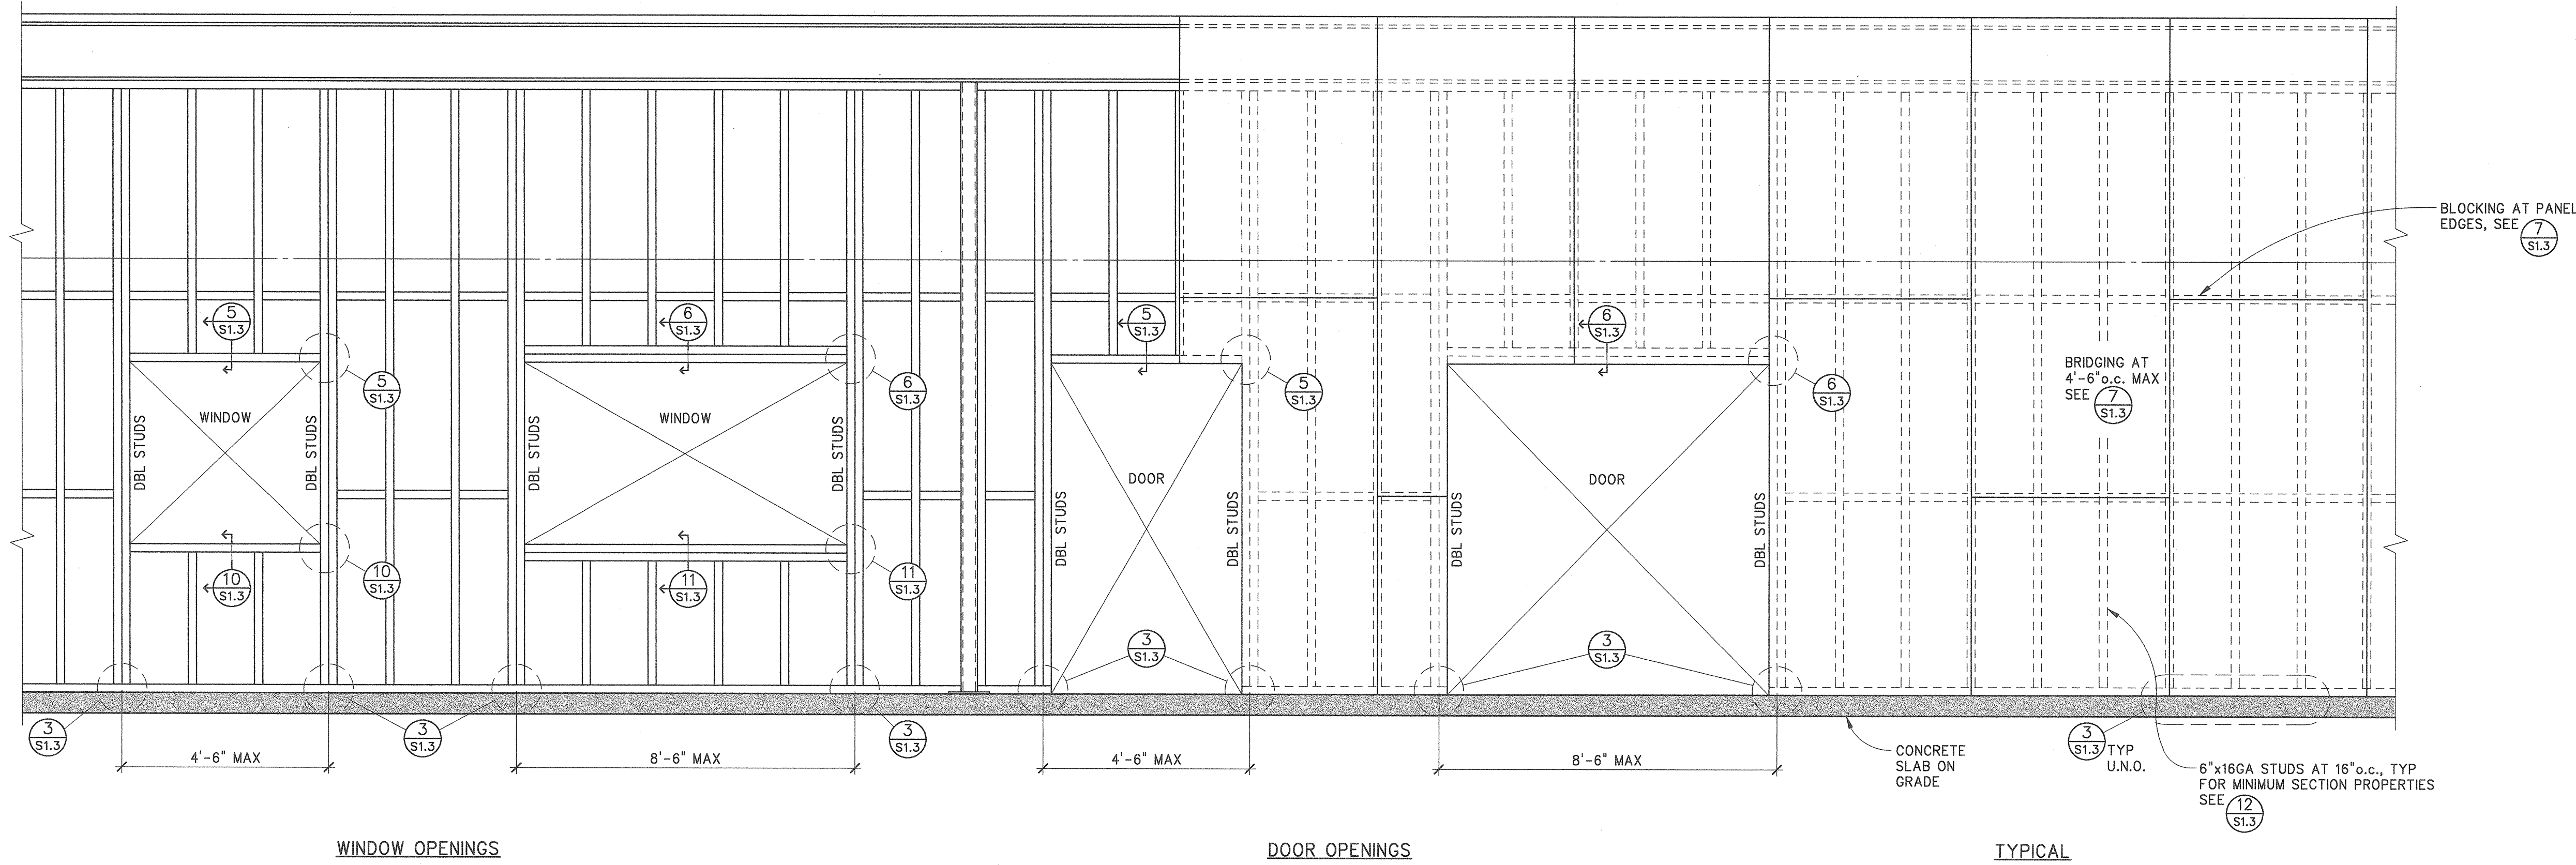 BLOCKING AT PANEL
EDGES, SEE 7
S1.3
5
S1.3
6
S1.3
5
S1.3
6
S1.3
5
S1.3
6
S1.3
5
S1.3
6
S1.3
BRIDGING AT
4'-6"o.c. MAX
SEE 7
S1.3
WINDOW
WINDOW
DBL STUDS
DBL STUDS
DBL STUDS
DBL STUDS
DOOR
DOOR
DBL STUDS
DBL STUDS
DBL STUDS
DBL STUDS
10
S1.3
10
S1.3
11
S1.3
11
S1.3
3
S1.3
3
S1.3
3
S1.3
3
S1.3
3
S1.3
3
S1.3 TYP
U.N.O.
4'-6" MAX
8'-6" MAX
4'-6" MAX
8'-6" MAX
CONCRETE
SLAB ON
GRADE
6"x16GA STUDS AT 16"o.c., TYP
FOR MINIMUM SECTION PROPERTIES
SEE 12
S1.3
WINDOW OPENINGS
DOOR OPENINGS
TYPICAL